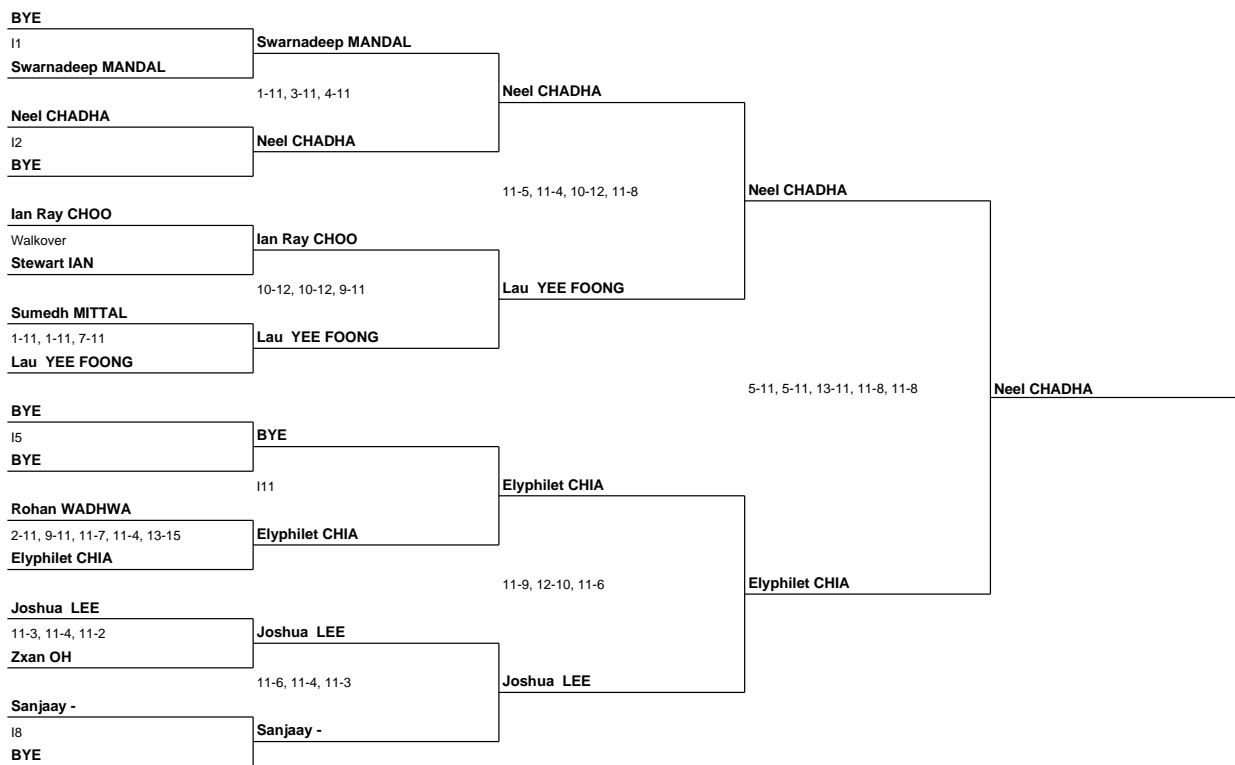 BYE
I1
Swarnadeep MANDAL
Neel CHADHA
I2
BYE
Ian Ray CHOO
Walkover
Stewart IAN
Sumedh MITTAL
1-11, 1-11, 7-11
Lau  YEE FOONG
BYE
I5
BYE
Rohan WADHWA
2-11, 9-11, 11-7, 11-4, 13-15
Elyphilet CHIA
Joshua  LEE
11-3, 11-4, 11-2
Zxan OH
Sanjaay -
I8
BYE
Swarnadeep MANDAL
1-11, 3-11, 4-11
Neel CHADHA
Ian Ray CHOO
10-12, 10-12, 9-11
Lau  YEE FOONG
BYE
I11
Elyphilet CHIA
Joshua  LEE
11-6, 11-4, 11-3
Sanjaay -
Neel CHADHA
11-5, 11-4, 10-12, 11-8
Lau  YEE FOONG
Elyphilet CHIA
11-9, 12-10, 11-6
Joshua  LEE
Neel CHADHA
5-11, 5-11, 13-11, 11-8, 11-8
Elyphilet CHIA
Neel CHADHA